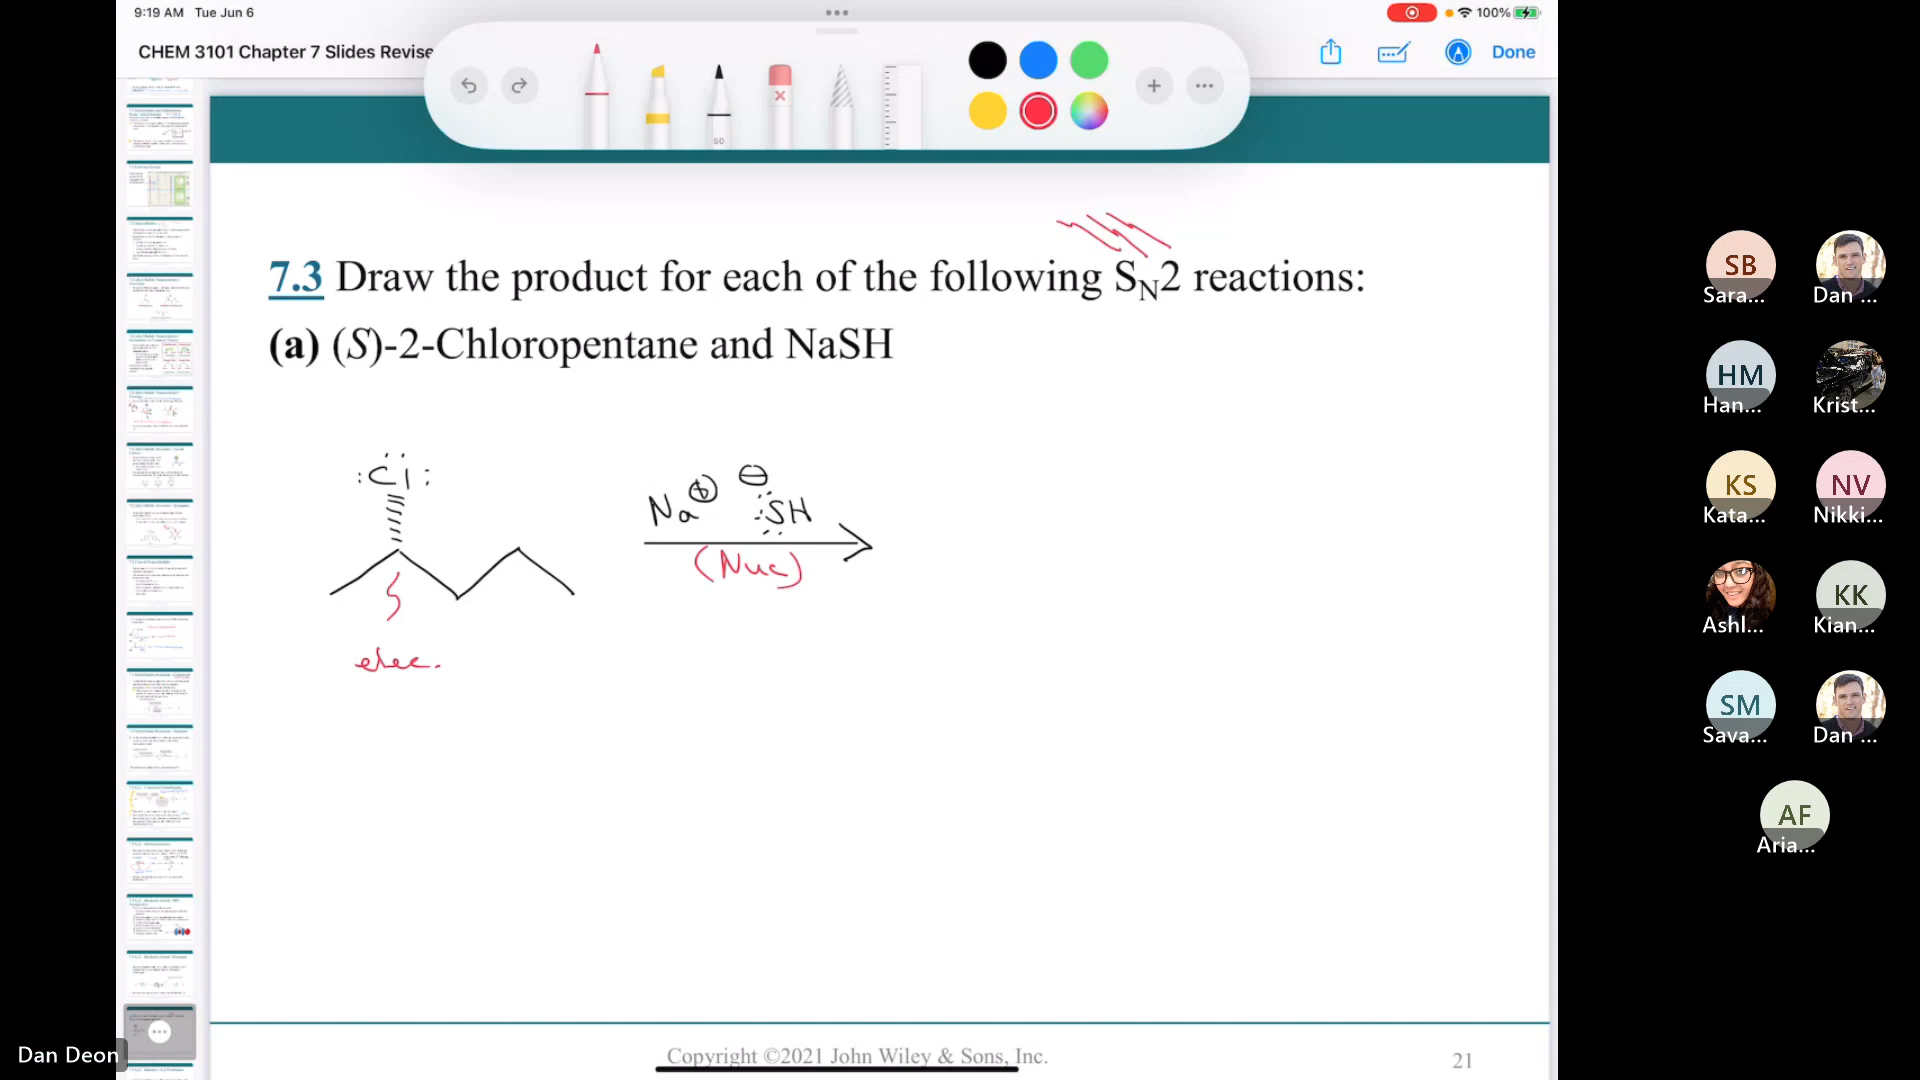 9:19 AM Tue Jun 6
100%
CHEM 3101 Chapter 7 Slides Revise
Done
50
7.3 Draw the product for each of the following SN2 reactions:
(a) (S)-2-Chloropentane and NaSH
:Cl:
Na⊕ ⊖:SH
(Nuc)
elec.
Copyright ©2021 John Wiley & Sons, Inc.
21
Dan Deon
SB
Sara...
Dan ...
HM
Han...
Krist...
KS
Kata...
NV
Nikki...
Ashl...
KK
Kian...
SM
Sava...
Dan ...
AF
Aria...